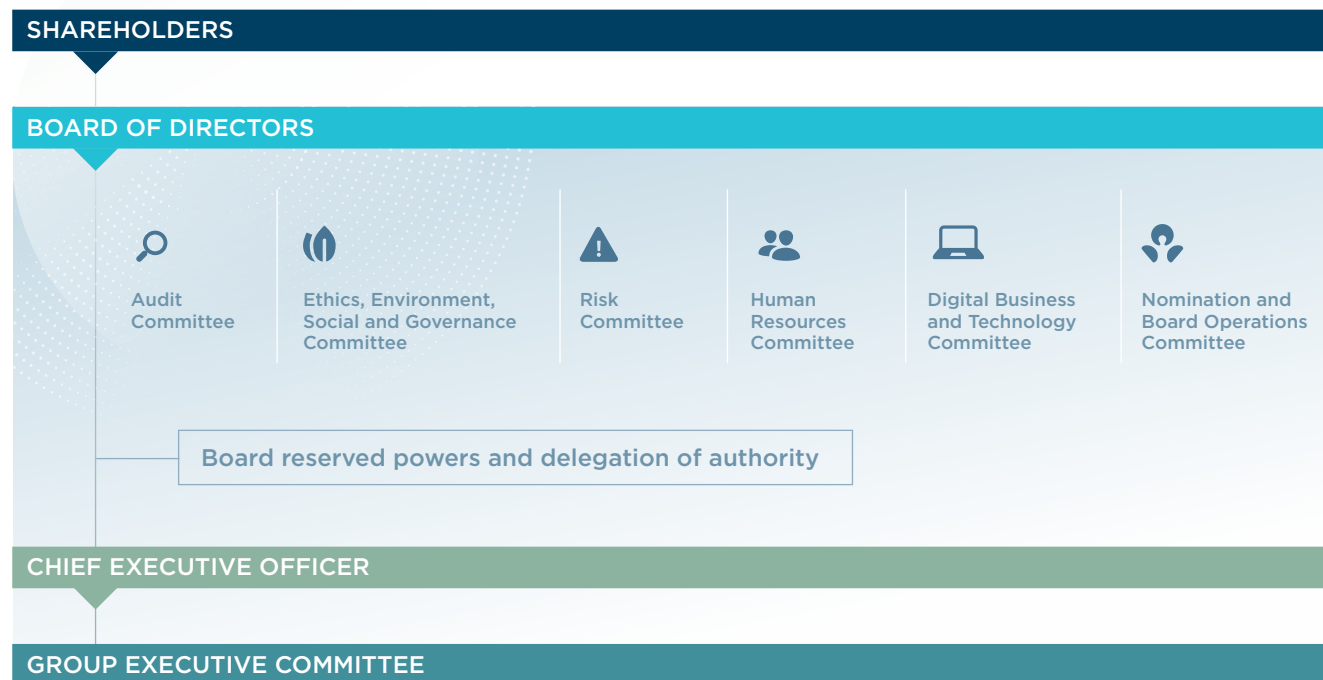 SHAREHOLDERS
BOARD OF DIRECTORS
Audit
Committee
Ethics, Environment,
Social and Governance
Committee
Risk
Committee
Human
Resources
Committee
Digital Business
and Technology
Committee
Nomination and
Board Operations
Committee
Board reserved powers and delegation of authority
CHIEF EXECUTIVE OFFICER
GROUP EXECUTIVE COMMITTEE